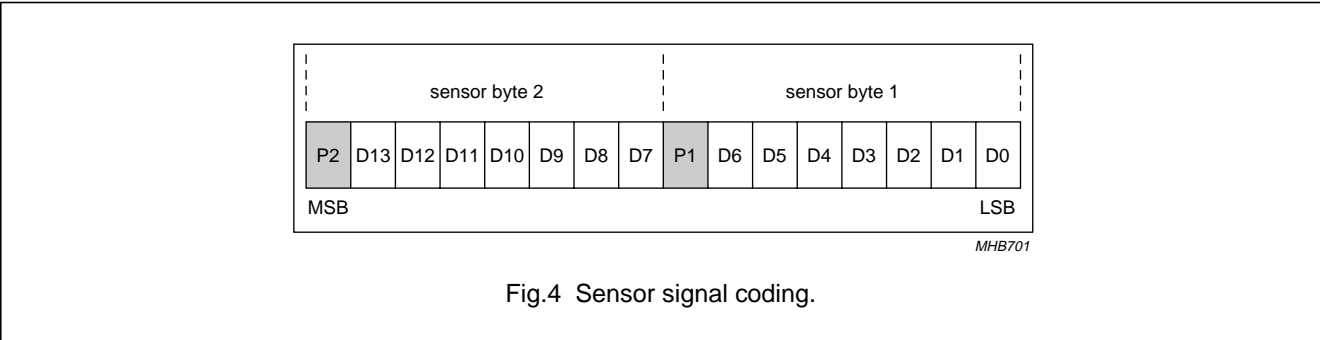 sensor byte 2 sensor byte 1
P2 D13 D12 D11 D10 D9 D8 D7 P1 D6 D5 D4 D3 D2 D1 D0
MSB LSB
MHB701
Fig.4 Sensor signal coding.